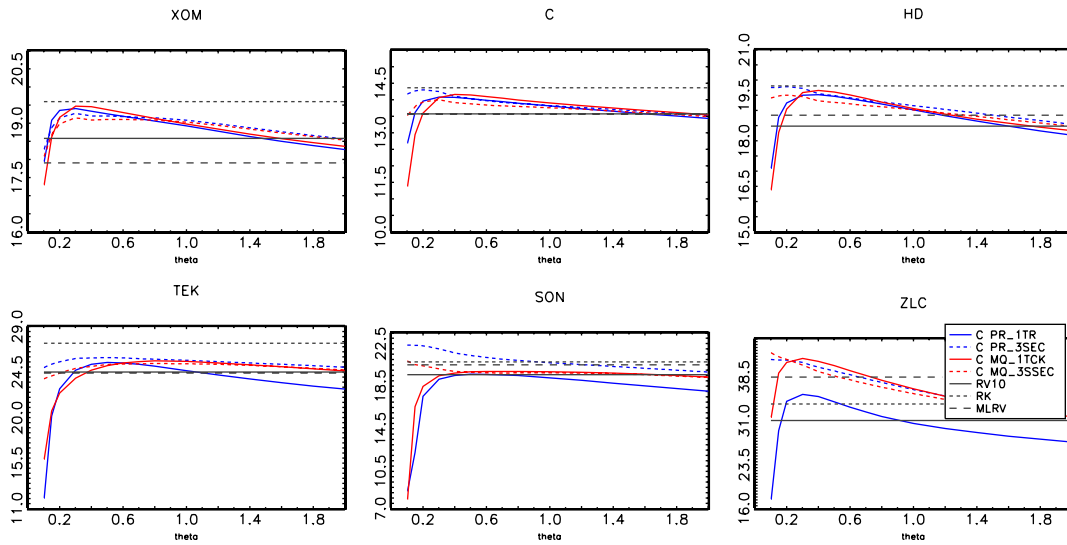 XOM
C
HD
20.5
19.0
17.5
16.0
0.2 0.6 1.0 1.4 1.8
theta
14.5
13.0
11.5
10.0
0.2 0.6 1.0 1.4 1.8
theta
21.0
19.5
18.0
16.5
15.0
0.2 0.6 1.0 1.4 1.8
theta
TEK
SON
ZLC
29.0
24.5
20.0
15.5
11.0
0.2 0.6 1.0 1.4 1.8
theta
22.5
18.5
14.5
10.5
7.0
0.2 0.6 1.0 1.4 1.8
theta
38.5
31.0
23.5
16.0
0.2 0.6 1.0 1.4 1.8
theta
C PR_1TR
C PR_3SEC
C MQ_1TCK
C MQ_3SSEC
RV10
RK
MLRV